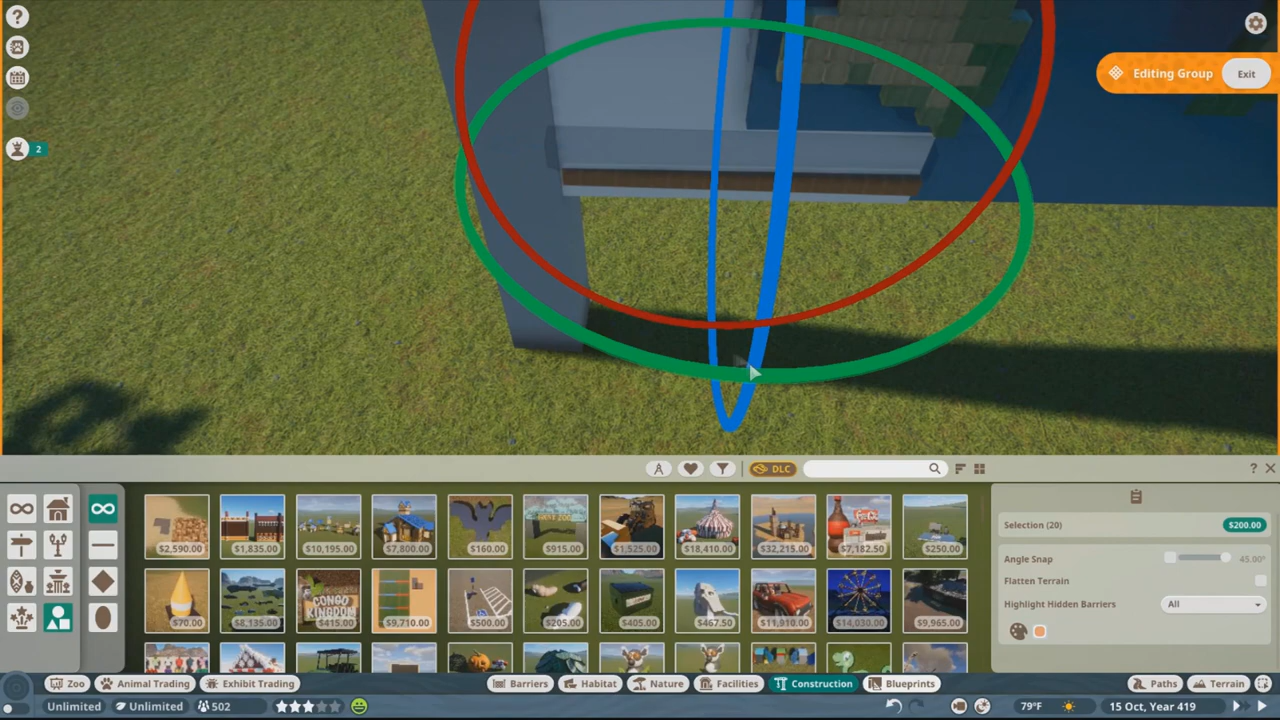 ?
Editing Group
Exit
2
DLC
?
$2,590.00
$1,835.00
$10,195.00
$7,800.00
$160.00
$915.00
$1,525.00
$18,410.00
$32,215.00
$7,182.50
$250.00
Selection (20)
$200.00
Angle Snap
45.00°
Flatten Terrain
Highlight Hidden Barriers
All
CONGO KINGDOM
$70.00
$8,135.00
$415.00
$9,710.00
$500.00
$205.00
$405.00
$467.50
$11,910.00
$14,030.00
$9,965.00
Zoo
Animal Trading
Exhibit Trading
Barriers
Habitat
Nature
Facilities
Construction
Blueprints
Paths
Terrain
Unlimited
Unlimited
502
79°F
15 Oct, Year 419